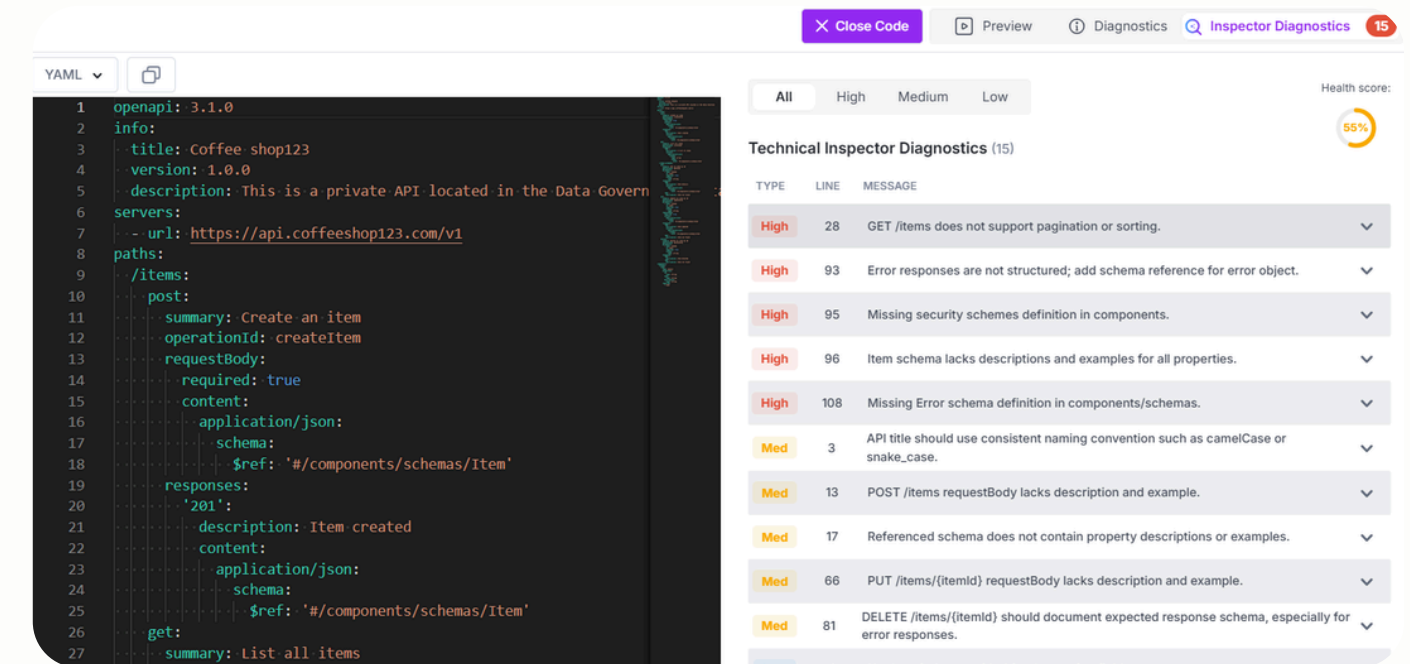 Close Code
Preview
Diagnostics
Inspector Diagnostics
15
YAML
1 openapi: 3.1.0
2 info:
3 title: Coffee shop123
4 version: 1.0.0
5 description: This is a private API located in the Data Govern
6 servers:
7 - url: https://api.coffeeshop123.com/v1
8 paths:
9 /items:
10 post:
11 summary: Create an item
12 operationId: createItem
13 requestBody:
14 required: true
15 content:
16 application/json:
17 schema:
18 $ref: '#/components/schemas/Item'
19 responses:
20 '201':
21 description: Item created
22 content:
23 application/json:
24 schema:
25 $ref: '#/components/schemas/Item'
26 get:
27 summary: List all items
All High Medium Low
Health score:
55%
Technical Inspector Diagnostics (15)
TYPE LINE MESSAGE
High 28 GET /items does not support pagination or sorting.
High 93 Error responses are not structured; add schema reference for error object.
High 95 Missing security schemes definition in components.
High 96 Item schema lacks descriptions and examples for all properties.
High 108 Missing Error schema definition in components/schemas.
Med 3 API title should use consistent naming convention such as camelCase or
snake_case.
Med 13 POST /items requestBody lacks description and example.
Med 17 Referenced schema does not contain property descriptions or examples.
Med 66 PUT /items/{itemId} requestBody lacks description and example.
Med 81 DELETE /items/{itemId} should document expected response schema, especially for
error responses.